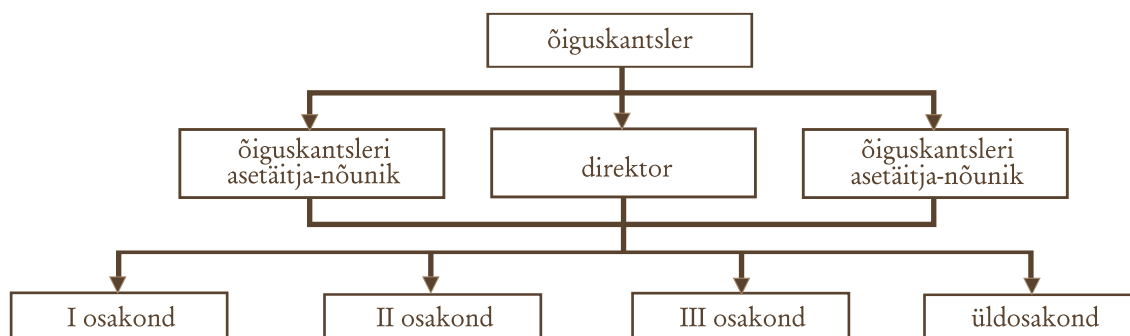 õiguskantsler
õiguskantsleri
asetäitja-nõunik
direktor
õiguskantsleri
asetäitja-nõunik
I osakond
II osakond
III osakond
üldosakond